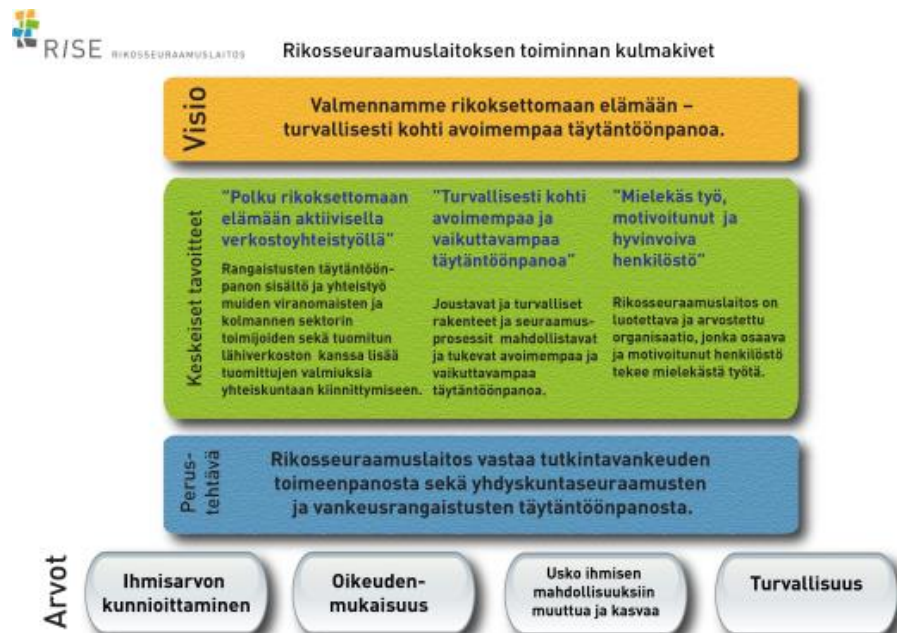 RISE RIKOSSEURAAMUSLAITOS
Rikosseuraamuslaitoksen toiminnan kulmakivet
Visio
Valmennamme rikoksettomaan elämään –
turvallisesti kohti avoimempaa täytäntöönpanoa.
Keskeiset tavoitteet
"Polku rikoksettomaan
elämään aktiivisella
verkostoyhteistyöllä"
Rangaistusten täytäntöön-
panon sisältö ja yhteistyö
muiden viranomaisten ja
kolmannen sektorin
toimijoiden sekä tuomitun
lähiverkoston kanssa lisää
tuomittujen valmiuksia
yhteiskuntaan kiinnittymiseen.
"Turvallisesti kohti
avoimempaa ja
vaikuttavampaa
täytäntöönpanoa"
Joustavat ja turvalliset
rakenteet ja seuraamus-
prosessit mahdollistavat
ja tukevat avoimempaa ja
vaikuttavampaa
täytäntöönpanoa.
"Mielekäs työ,
motivoitunut ja
hyvinvoiva
henkilöstö"
Rikosseuraamuslaitos on
luotettava ja arvostettu
organisaatio, jonka osaava
ja motivoitunut henkilöstö
tekee mielekästä työtä.
Perus-
tehtävä
Rikosseuraamuslaitos vastaa tutkintavankeuden
toimeenpanosta sekä yhdyskuntaseuraamusten
ja vankeusrangaistusten täytäntöönpanosta.
Arvot
Ihmisarvon
kunnioittaminen
Oikeuden-
mukaisuus
Usko ihmisen
mahdollisuuksiin
muuttua ja kasvaa
Turvallisuus